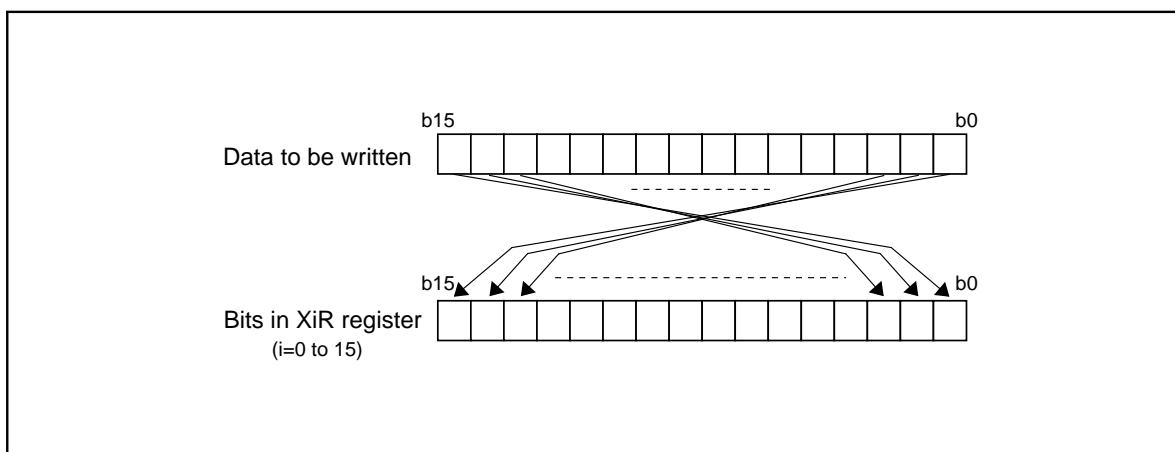 b15 b0
Data to be written
b15 b0
Bits in XiR register
(i=0 to 15)